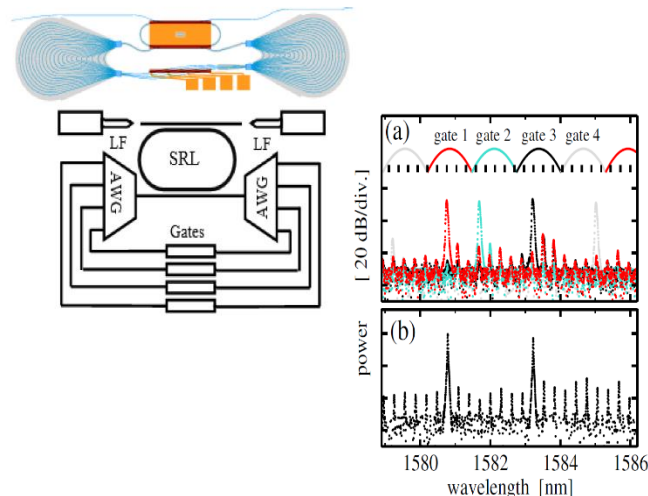 LF
LF
SRL
AWG
AWG
Gates
(a)
gate 1
gate 2
gate 3
gate 4
[ 20 dB/div. ]
(b)
power
1580
1582
1584
1586
wavelength [nm]